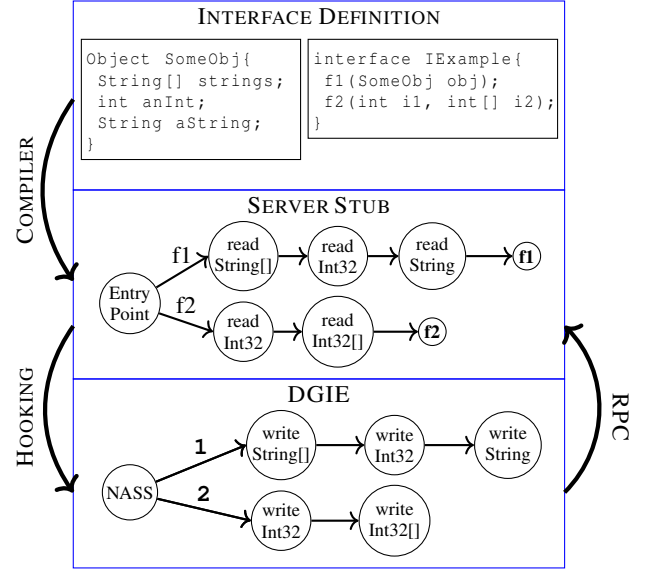 INTERFACE DEFINITION
Object SomeObj{
String[] strings;
int anInt;
String aString;
}
interface IExample{
f1(SomeObj obj);
f2(int i1, int[] i2);
}
COMPILER
SERVER STUB
Entry
Point
f1
read
String[]
read
Int32
read
String
f1
f2
read
Int32
read
Int32[]
f2
HOOKING
RPC
DGIE
NASS
1
write
String[]
write
Int32
write
String
2
write
Int32
write
Int32[]